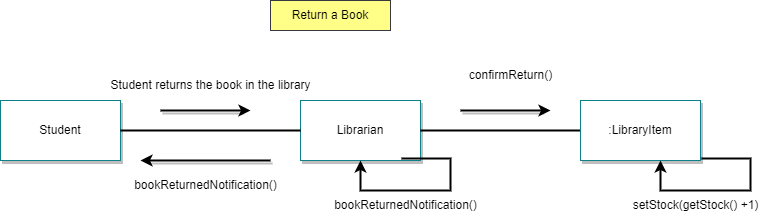 Return a Book
Student returns the book in the library
confirmReturn()
Student
Librarian
:LibraryItem
bookReturnedNotification()
bookReturnedNotification()
setStock(getStock() +1)